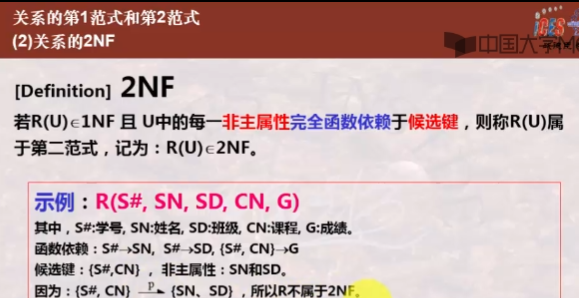 关系的第1范式和第2范式
(2)关系的2NF
中国大学M
[Definition] 2NF
若R(U)∈1NF 且 U中的每一非主属性完全函数依赖于候选键，则称R(U)属
于第二范式，记为：R(U)∈2NF。
示例：R(S#, SN, SD, CN, G)
其中，S#:学号, SN:姓名, SD:班级, CN:课程, G:成绩。
函数依赖：S#→SN, S#→SD, {S#, CN}→G
候选键：{S#,CN} ，非主属性：SN和SD。
因为：{S#, CN} p→ {SN、SD} ，所以R不属于2NF。